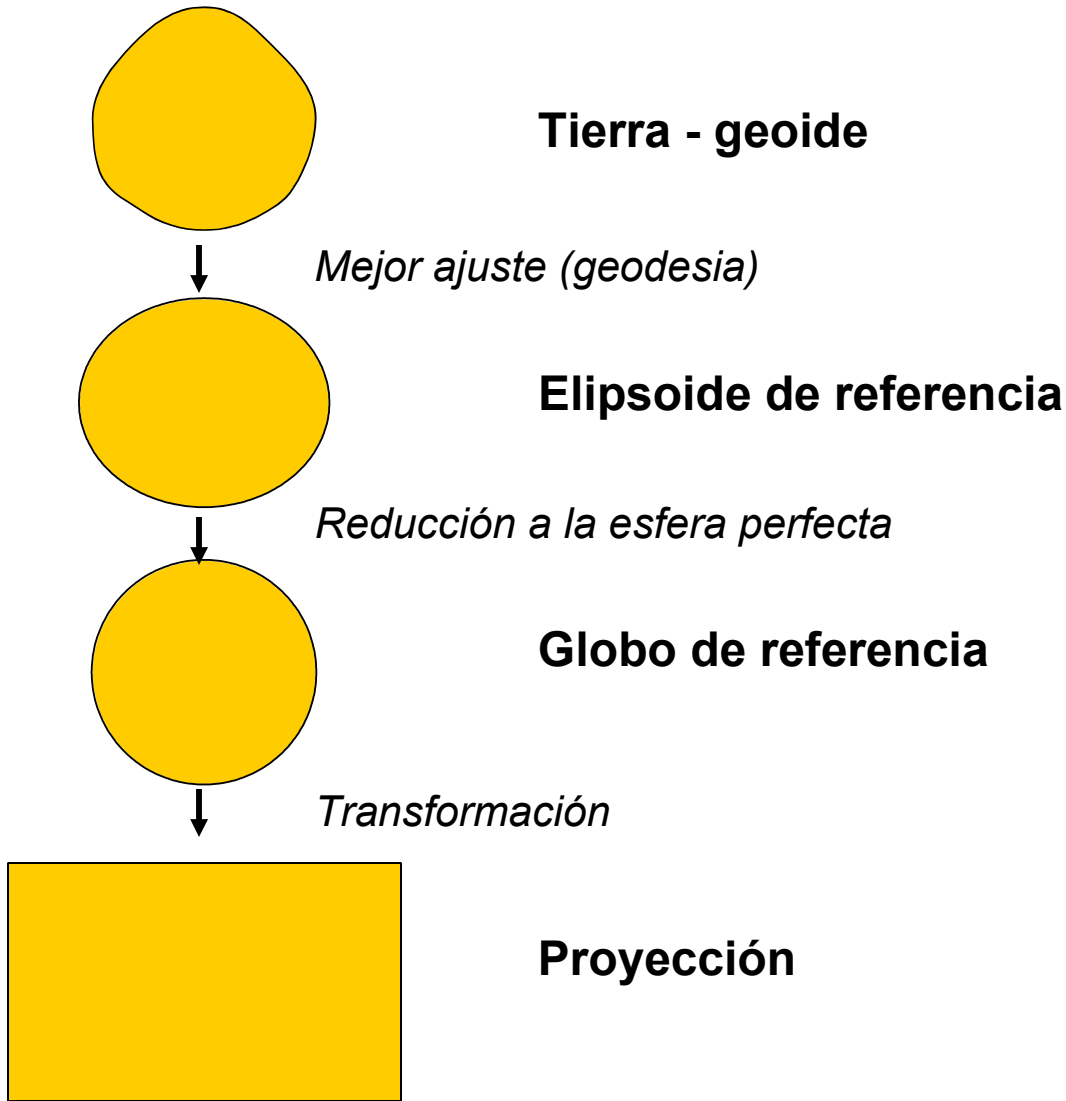 Tierra - geoide
Mejor ajuste (geodesia)
Elipsoide de referencia
Reducción a la esfera perfecta
Globo de referencia
Transformación
Proyección